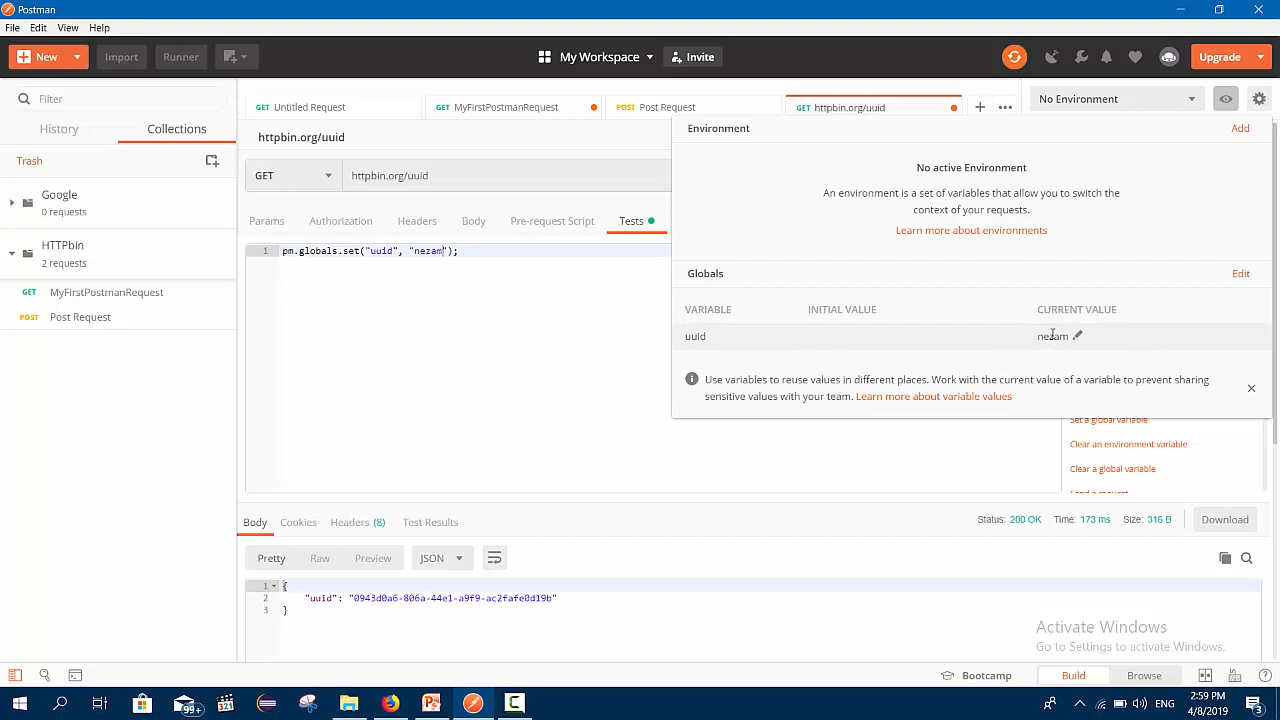 Postman
File Edit View Help
New Import Runner My Workspace Invite Upgrade
Filter
History Collections
Trash
Google
0 requests
HTTPbin
2 requests
GET MyFirstPostmanRequest
POST Post Request
GET Untitled Request GET MyFirstPostmanRequest POST Post Request GET httpbin.org/uuid No Environment
httpbin.org/uuid
GET httpbin.org/uuid
Params Authorization Headers Body Pre-request Script Tests
1 pm.globals.set("uuid", "nezam");
Environment Add
No active Environment
An environment is a set of variables that allow you to switch the
context of your requests.
Learn more about environments
Globals Edit
VARIABLE INITIAL VALUE CURRENT VALUE
uuid nezam
Use variables to reuse values in different places. Work with the current value of a variable to prevent sharing
sensitive values with your team. Learn more about variable values
Set a global variable
Clear an environment variable
Clear a global variable
Send a request
Body Cookies Headers (8) Test Results Status: 200 OK Time: 173 ms Size: 316 B Download
Pretty Raw Preview JSON
1 {
2 "uuid": "0943d0a6-806a-44e1-a9f9-ac2fafe0d19b"
3 }
Activate Windows
Go to Settings to activate Windows.
Bootcamp Build Browse
99+ 321 2:59 PM
4/8/2019 3